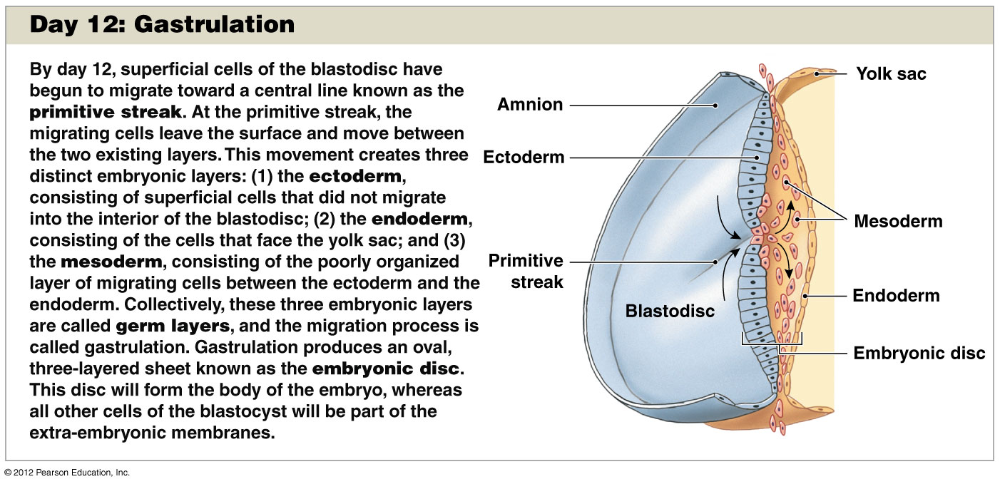 Day 12: Gastrulation
By day 12, superficial cells of the blastodisc have
begun to migrate toward a central line known as the
primitive streak. At the primitive streak, the
migrating cells leave the surface and move between
the two existing layers. This movement creates three
distinct embryonic layers: (1) the ectoderm,
consisting of superficial cells that did not migrate
into the interior of the blastodisc; (2) the endoderm,
consisting of the cells that face the yolk sac; and (3)
the mesoderm, consisting of the poorly organized
layer of migrating cells between the ectoderm and the
endoderm. Collectively, these three embryonic layers
are called germ layers, and the migration process is
called gastrulation. Gastrulation produces an oval,
three-layered sheet known as the embryonic disc.
This disc will form the body of the embryo, whereas
all other cells of the blastocyst will be part of the
extra-embryonic membranes.
Amnion
Ectoderm
Primitive
streak
Blastodisc
Yolk sac
Mesoderm
Endoderm
Embryonic disc
© 2012 Pearson Education, Inc.